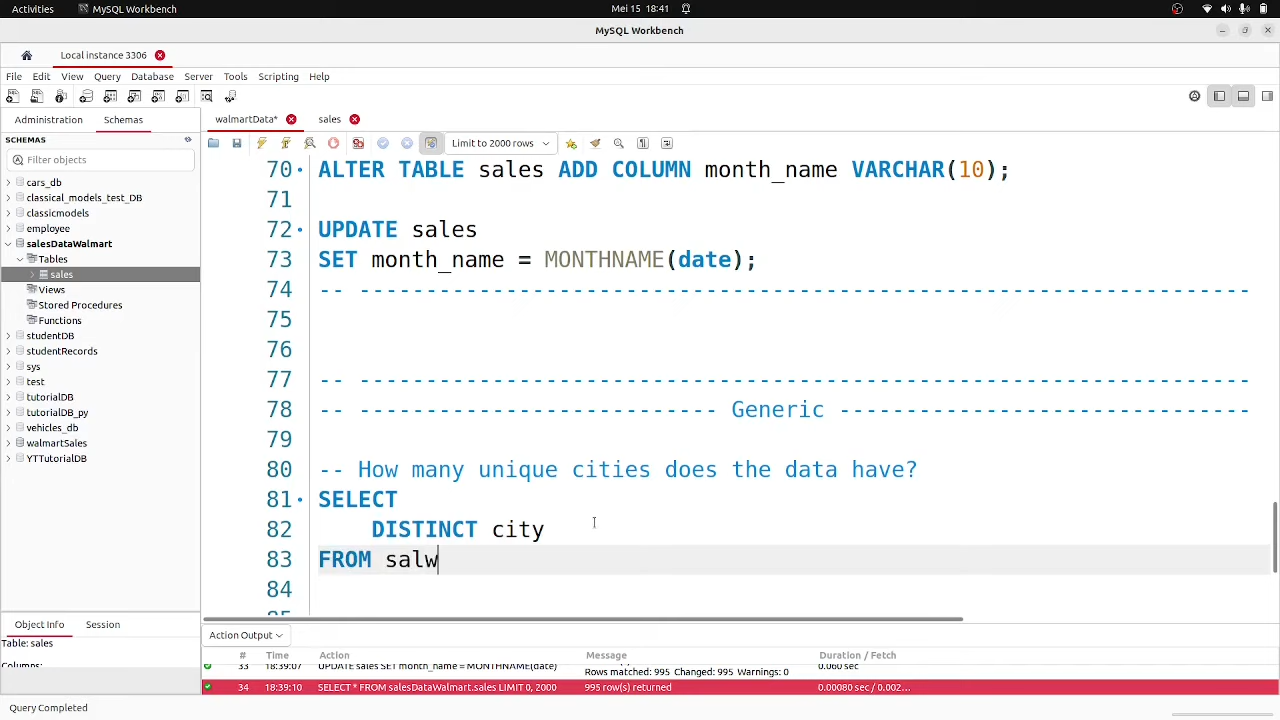 Activities MySQL Workbench Mei 15 18:41
MySQL Workbench
Local instance 3306
File Edit View Query Database Server Tools Scripting Help
Administration Schemas walmartData* sales
SCHEMAS Limit to 2000 rows
Filter objects
cars_db
classical_models_test_DB
classicmodels
employee
salesDataWalmart
Tables
sales
Views
Stored Procedures
Functions
studentDB
studentRecords
sys
test
tutorialDB
tutorialDB_py
vehicles_db
walmartSales
YTTutorialDB
70 ALTER TABLE sales ADD COLUMN month_name VARCHAR(10);
71
72 UPDATE sales
73 SET month_name = MONTHNAME(date);
74 -- -------------------------------------------------------------------
75
76
77 -- -------------------------------------------------------------------
78 -- --------------------------- Generic -------------------------------
79
80 -- How many unique cities does the data have?
81 SELECT
82 DISTINCT city
83 FROM salw
84
85
Object Info Session
Table: sales
Columns:
Action Output
# Time Action Message Duration / Fetch
33 18:39:07 UPDATE sales SET month_name = MONTHNAME(date) Rows matched: 995 Changed: 995 Warnings: 0 0.060 sec
34 18:39:10 SELECT * FROM salesDataWalmart.sales LIMIT 0, 2000 995 row(s) returned 0.00080 sec / 0.002...
Query Completed